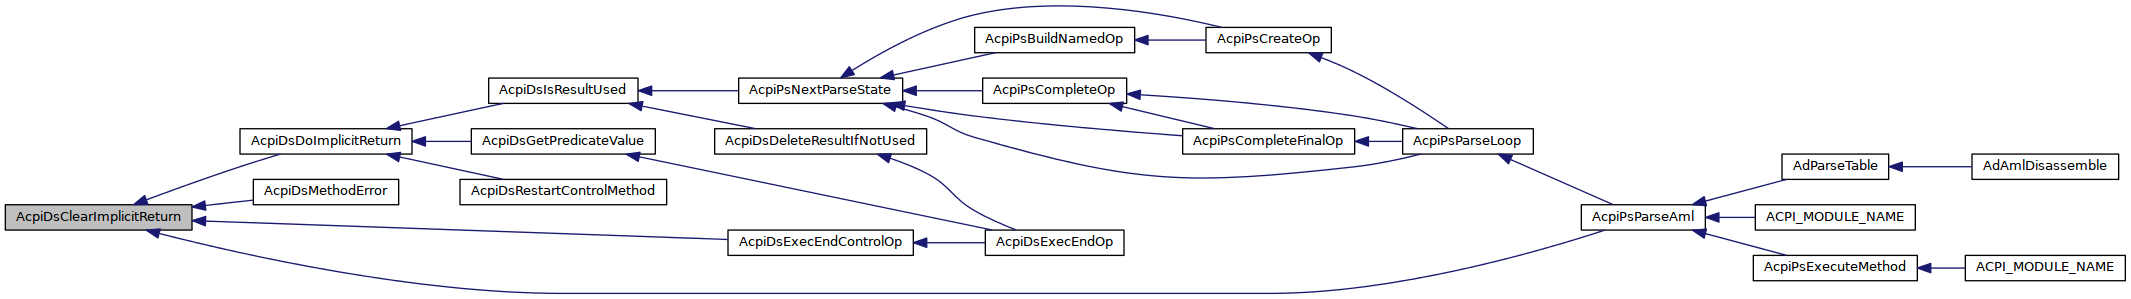 AcpiDsClearImplicitReturn
AcpiDsDoImplicitReturn
AcpiDsIsResultUsed
AcpiPsNextParseState
AcpiPsBuildNamedOp
AcpiPsCreateOp
AcpiPsParseLoop
AcpiPsParseAml
AdParseTable
AdAmlDisassemble
ACPI_MODULE_NAME
AcpiPsExecuteMethod
ACPI_MODULE_NAME
AcpiPsCompleteOp
AcpiPsCompleteFinalOp
AcpiDsDeleteResultIfNotUsed
AcpiDsExecEndOp
AcpiDsGetPredicateValue
AcpiDsRestartControlMethod
AcpiDsMethodError
AcpiDsExecEndControlOp